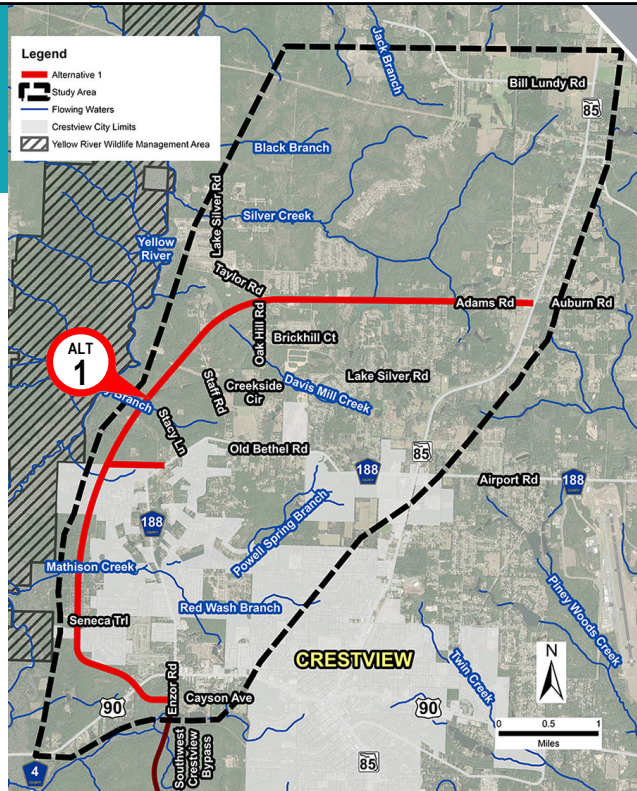 Legend
Alternative 1
Study Area
Flowing Waters
Crestview City Limits
Yellow River Wildlife Management Area
Jack Branch
Bill Lundy Rd
85
Black Branch
Lake Silver Rd
Silver Creek
Yellow
River
Taylor Rd
Adams Rd
Auburn Rd
Oak Hill Rd
Brickhill Ct
ALT
1
Lake Silver Rd
Staff Rd
Creekside
Cir
Davis Mill Creek
Branch
Stacy Ln
Old Bethel Rd
85
188
COUNTY
Airport Rd
188
COUNTY
188
COUNTY
Powell Spring Branch
Mathison Creek
Red Wash Branch
Piney Woods Creek
Seneca Trl
CRESTVIEW
Twin Creek
N
Enzor Rd
Cayson Ave
90
90
0 0.5 1
Miles
Southwest
Crestview
Bypass
85
4
COUNTY